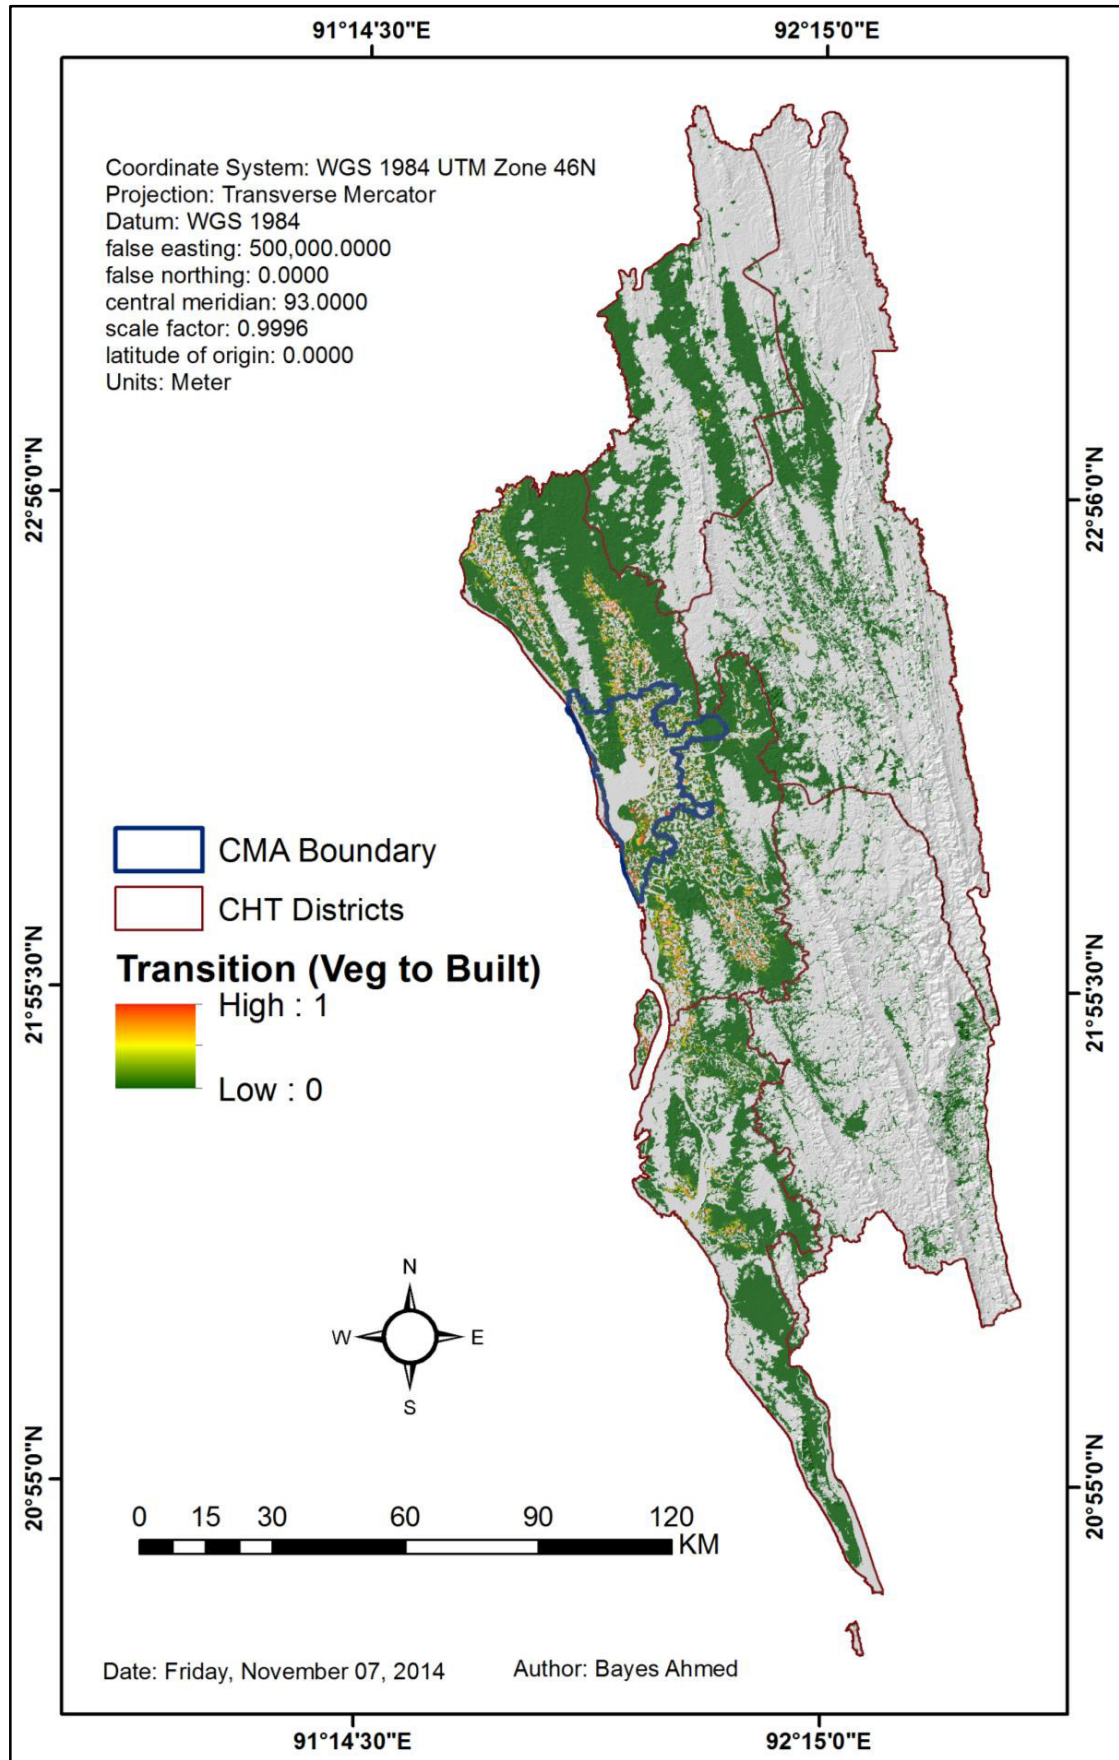 91°14'30"E
92°15'0"E
Coordinate System: WGS 1984 UTM Zone 46N
Projection: Transverse Mercator
Datum: WGS 1984
false easting: 500,000.0000
false northing: 0.0000
central meridian: 93.0000
scale factor: 0.9996
latitude of origin: 0.0000
Units: Meter
22°56'0"N
22°56'0"N
CMA Boundary
CHT Districts
Transition (Veg to Built)
High : 1
Low : 0
21°55'30"N
21°55'30"N
N
W
E
S
20°55'0"N
20°55'0"N
0 15 30 60 90 120
KM
Date: Friday, November 07, 2014
Author: Bayes Ahmed
91°14'30"E
92°15'0"E